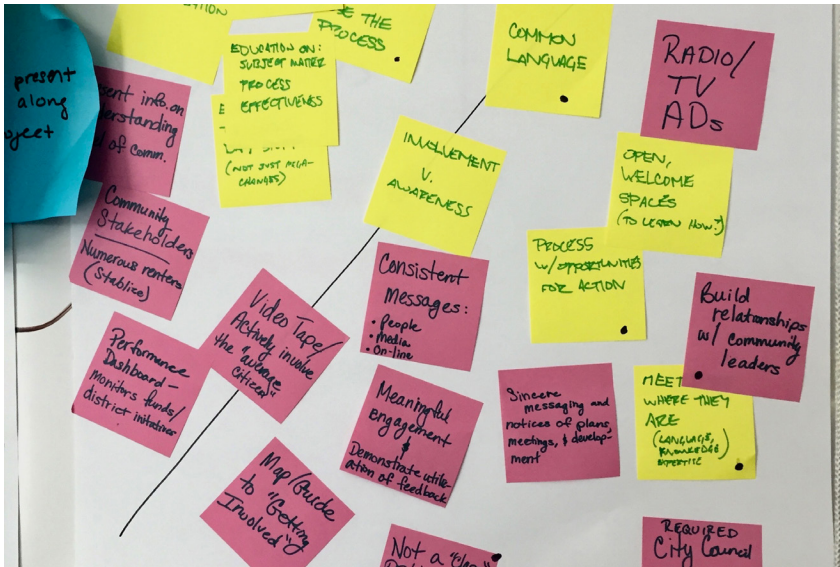 THE
PROCESS
COMMON
LANGUAGE
RADIO/
TV
ADs
EDUCATION ON:
SUBJECT MATTER
PROCESS
EFFECTIVENESS
(NOT JUST MEGA-
CHANGES)
present
along
info. on
of comm.
INVOLVEMENT
V.
AWARENESS
OPEN,
WELCOME
SPACES
(TO LEARN HOW?)
Community
Stakeholders
Numerous renters
(Stablize)
PROCESS
W/ OPPORTUNITIES
FOR ACTION
Consistent
Messages:
• People
• media
• On-line
Build
relationships
w/ community
leaders
Video Tape/
Actively involve
the "average
citizen"
Performance
Dashboard -
monitors funds/
district initiatives
Meaningful
Engagement
&
Demonstrate utiliz-
ation of feedback
Sincere
messaging and
notices of plans,
meetings, & develop-
ment
MEET
WHERE THEY
ARE
(LANGUAGE,
KNOWLEDGE)
EXPERTISE
Map/Guide
to "Getting
Involved"
Not a
REQUIRED
City Council